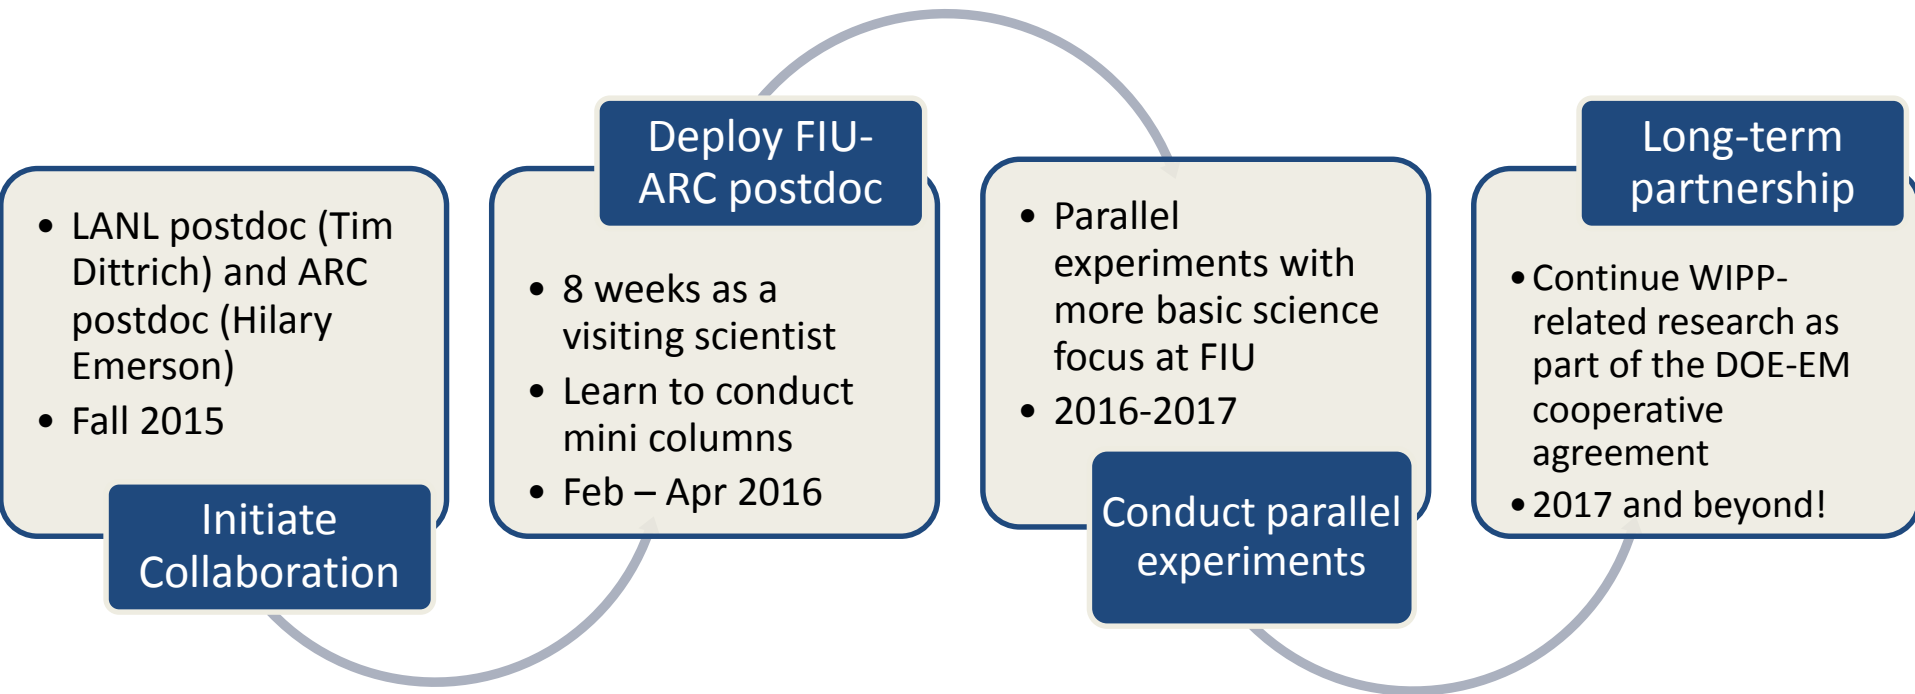 • LANL postdoc (Tim
Dittrich) and ARC
postdoc (Hilary
Emerson)
• Fall 2015
Initiate
Collaboration
Deploy FIU-
ARC postdoc
• 8 weeks as a
visiting scientist
• Learn to conduct
mini columns
• Feb – Apr 2016
• Parallel
experiments with
more basic science
focus at FIU
• 2016-2017
Conduct parallel
experiments
Long-term
partnership
• Continue WIPP-
related research as
part of the DOE-EM
cooperative
agreement
• 2017 and beyond!